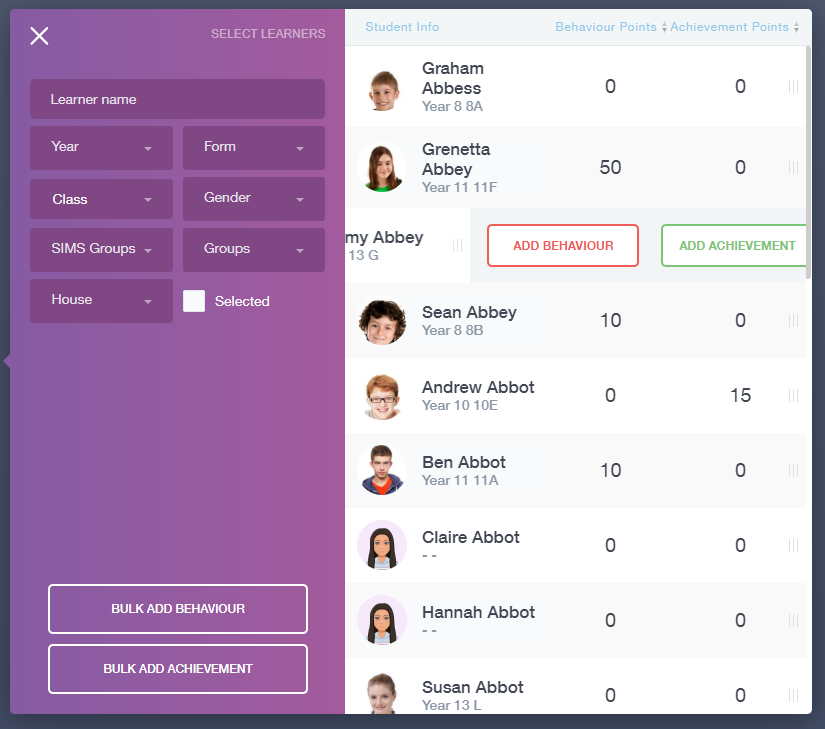 SELECT LEARNERS
Learner name
Year
Form
Class
Gender
SIMS Groups
Groups
House
Selected
BULK ADD BEHAVIOUR
BULK ADD ACHIEVEMENT
Student Info Behaviour Points Achievement Points
Graham
Abbess
Year 8 8A
0 0
Grenetta
Abbey
Year 11 11F
50 0
my Abbey
13 G
ADD BEHAVIOUR
ADD ACHIEVEMENT
Sean Abbey
Year 8 8B
10 0
Andrew Abbot
Year 10 10E
0 15
Ben Abbot
Year 11 11A
10 0
Claire Abbot
- -
0 0
Hannah Abbot
- -
0 0
Susan Abbot
Year 13 L
0 0